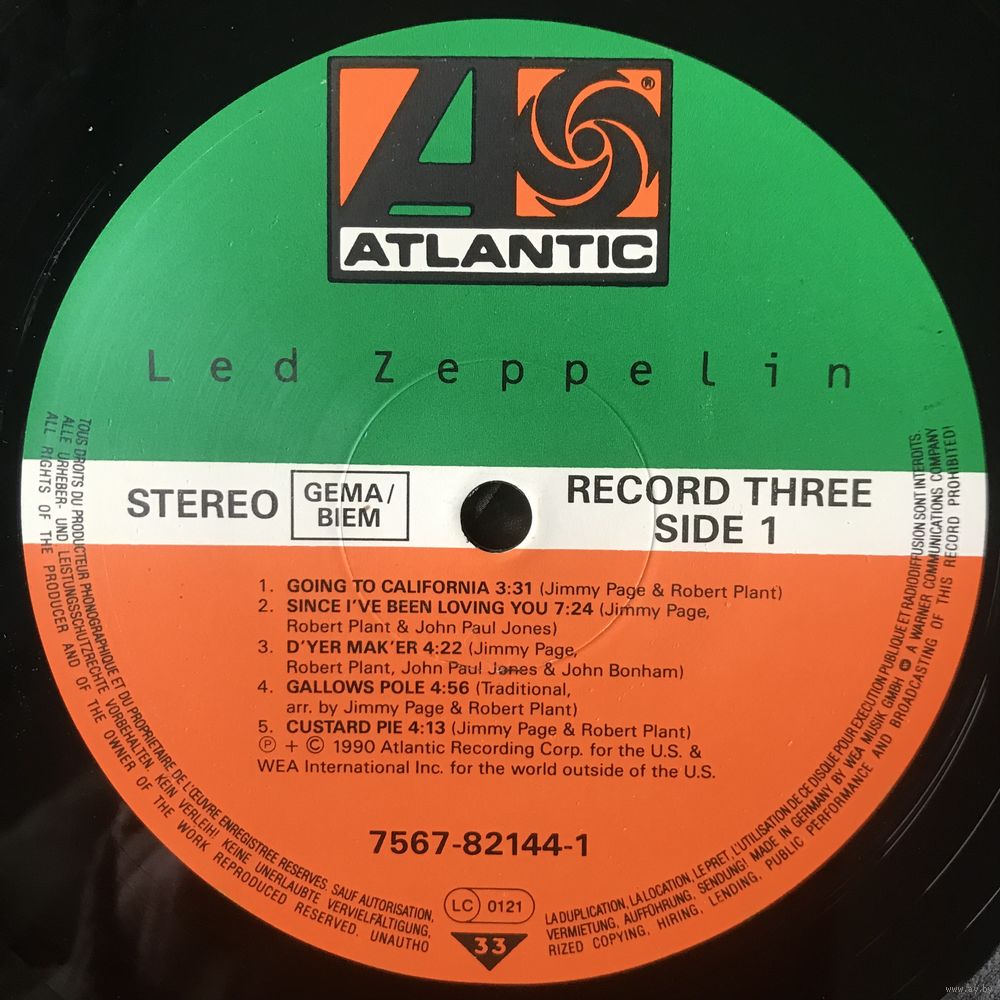 ®
ATLANTIC
Led Zeppelin
STEREO
GEMA/
BIEM
RECORD THREE
SIDE 1
1. GOING TO CALIFORNIA 3:31 (Jimmy Page & Robert Plant)
2. SINCE I'VE BEEN LOVING YOU 7:24 (Jimmy Page,
Robert Plant & John Paul Jones)
3. D'YER MAK'ER 4:22 (Jimmy Page,
Robert Plant, John Paul Jones & John Bonham)
4. GALLOWS POLE 4:56 (Traditional,
arr. by Jimmy Page & Robert Plant)
5. CUSTARD PIE 4:13 (Jimmy Page & Robert Plant)
℗ + © 1990 Atlantic Recording Corp. for the U.S. &
WEA International Inc. for the world outside of the U.S.
7567-82144-1
LC 0121
33
TOUS DROITS DU PRODUCTEUR PHONOGRAPHIQUE ET DU PROPRIETAIRE DE L'ŒUVRE ENREGISTREE RESERVES. SAUF AUTORISATION, LA DUPLICATION, LA LOCATION, LE PRET, L'UTILISATION DE CE DISQUE POUR EXECUTION PUBLIQUE ET RADIODIFFUSION SONT INTERDITS.
ALLE URHEBER- UND LEISTUNGSSCHUTZRECHTE VORBEHALTEN. KEIN VERLEIH! KEINE UNERLAUBTE VERVIELFÄLTIGUNG, VERMIETUNG, AUFFÜHRUNG, SENDUNG! MADE IN GERMANY BY WEA MUSIK GMBH A WARNER COMMUNICATIONS COMPANY
ALL RIGHTS OF THE PRODUCER AND OF THE OWNER OF THE WORK REPRODUCED RESERVED. UNAUTHORIZED COPYING, HIRING, LENDING, PUBLIC PERFORMANCE AND BROADCASTING OF THIS RECORD PROHIBITED!
www.ay.by